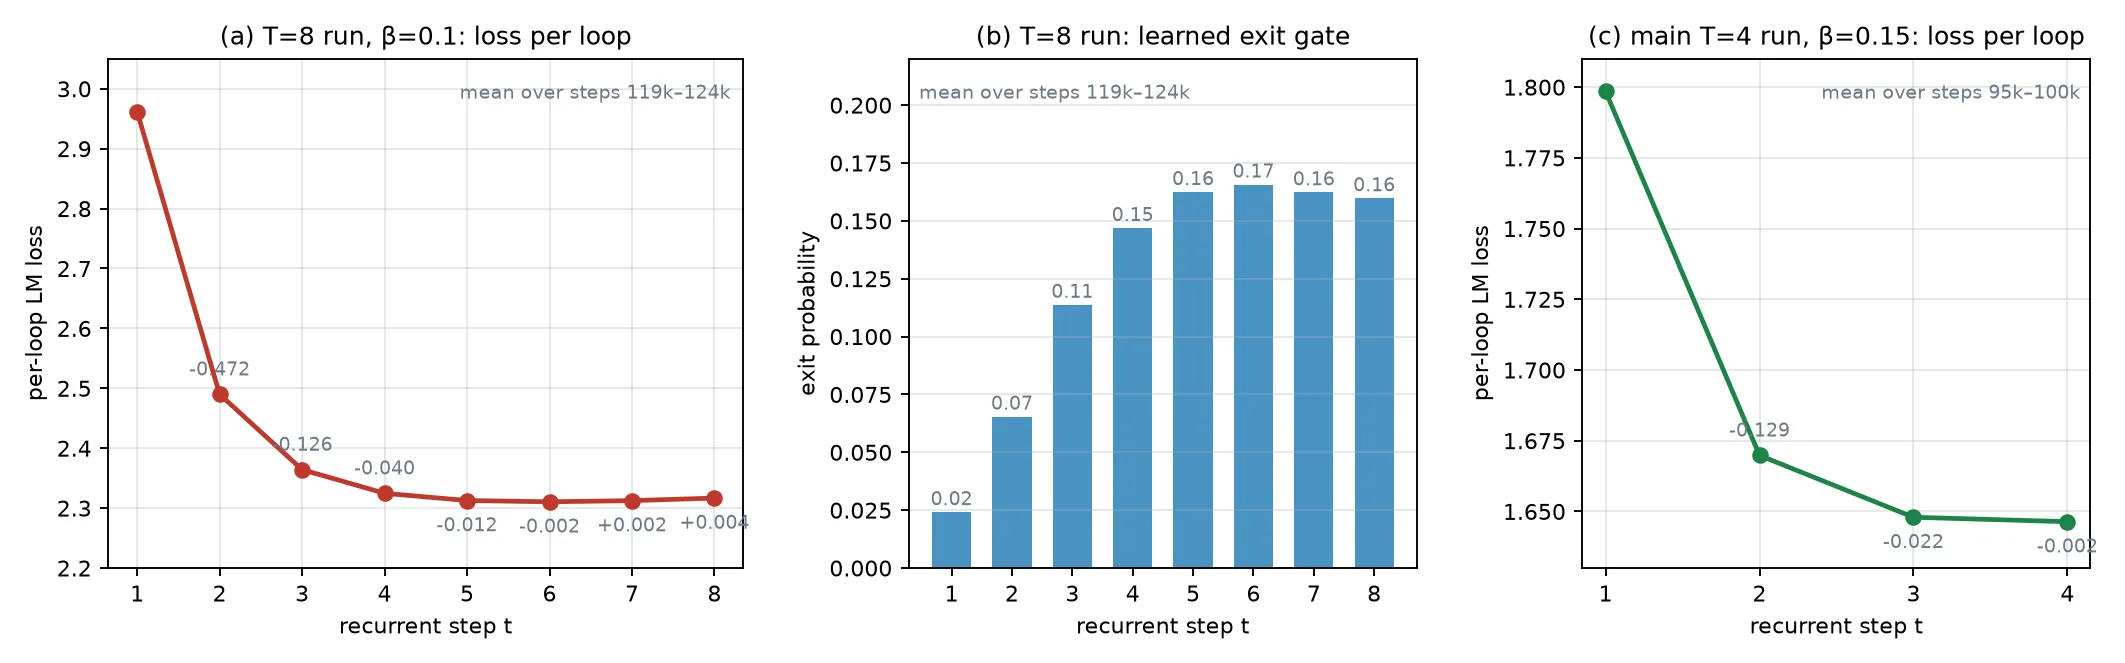 (a) T=8 run, β=0.1: loss per loop
mean over steps 119k–124k
per-loop LM loss
3.0
2.9
2.8
2.7
2.6
2.5
2.4
2.3
2.2
-0.472
0.126
-0.040
-0.012
-0.002
+0.002
+0.004
1 2 3 4 5 6 7 8
recurrent step t
(b) T=8 run: learned exit gate
mean over steps 119k–124k
exit probability
0.200
0.175
0.150
0.125
0.100
0.075
0.050
0.025
0.000
0.02
0.07
0.11
0.15
0.16
0.17
0.16
0.16
1 2 3 4 5 6 7 8
recurrent step t
(c) main T=4 run, β=0.15: loss per loop
mean over steps 95k–100k
per-loop LM loss
1.800
1.775
1.750
1.725
1.700
1.675
1.650
-0.129
-0.022
-0.002
1 2 3 4
recurrent step t